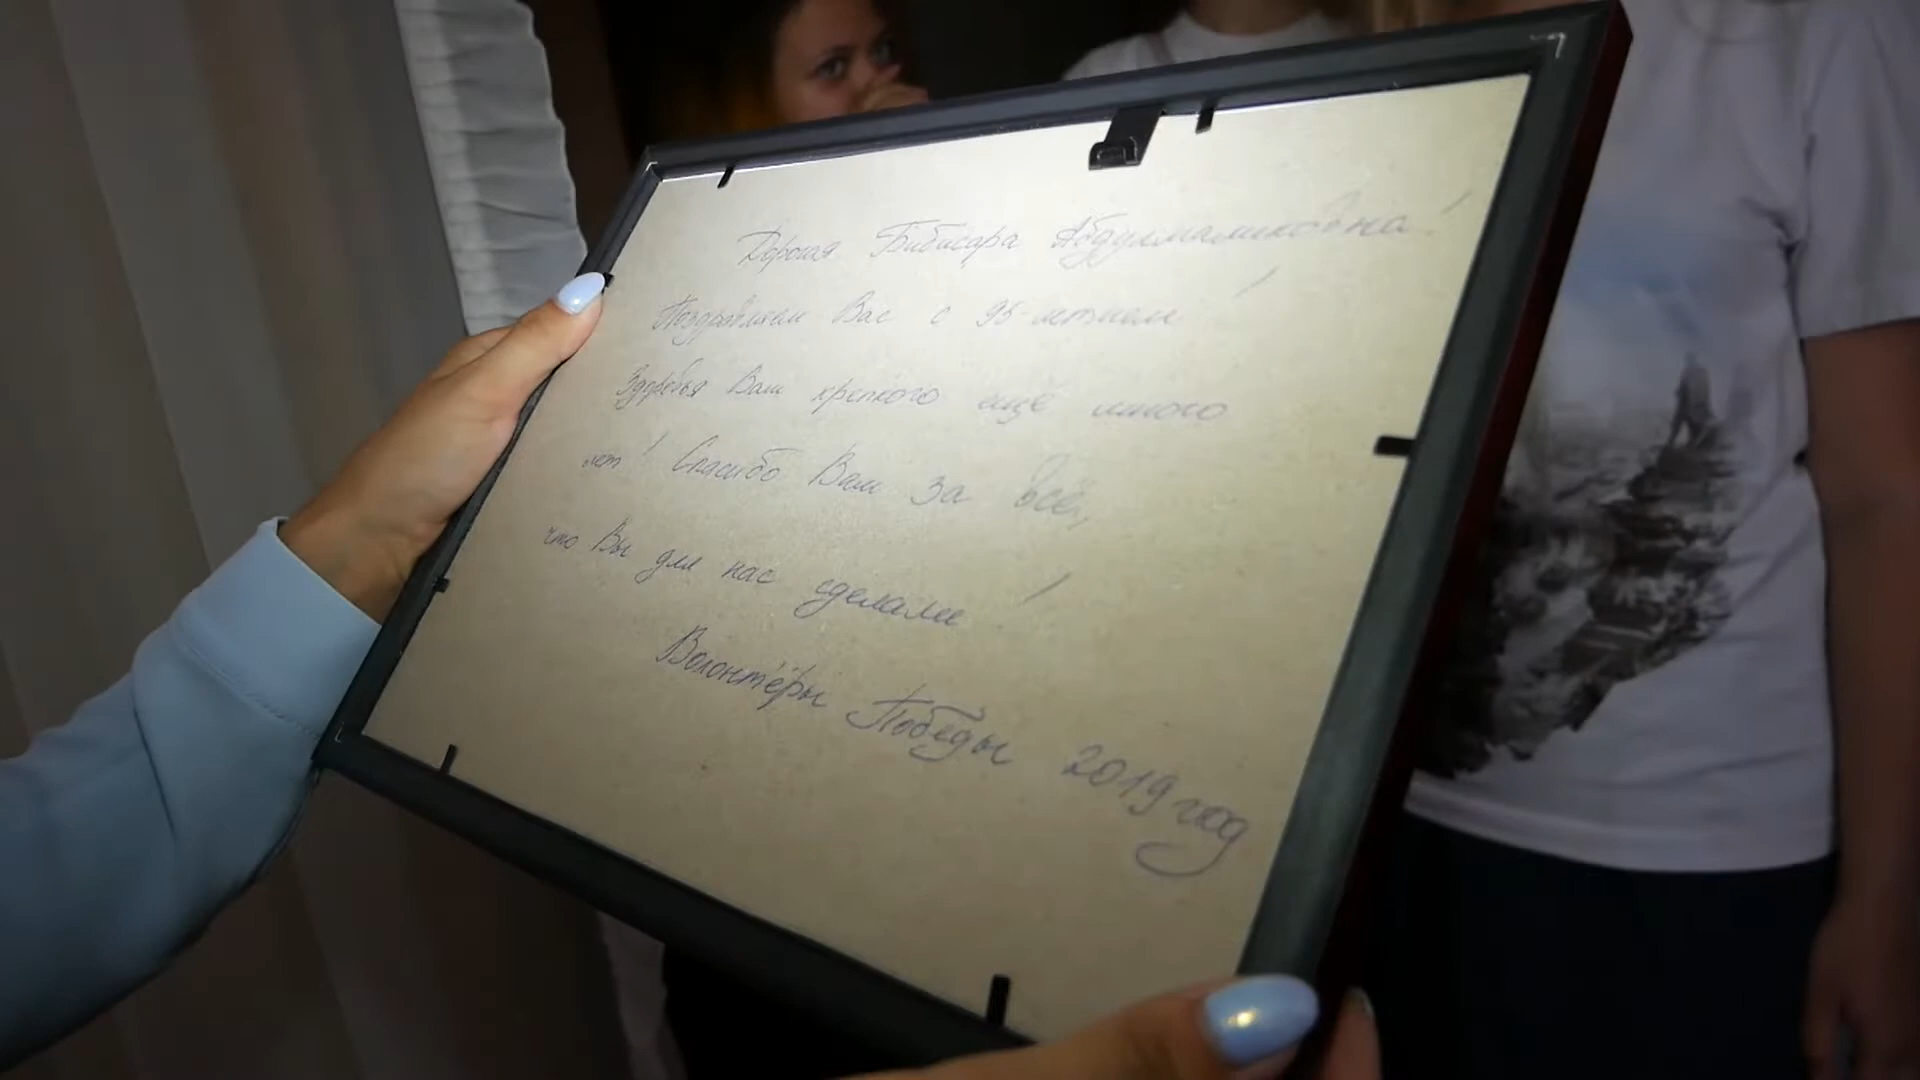 Дорогая Бибисара Абдулмаликовна!
Поздравляем Вас с 95-летием!
Здоровья Вам крепкого ещё много
лет! Спасибо Вам за всё,
что Вы для нас сделали!
Волонтёры Победы 2019 год